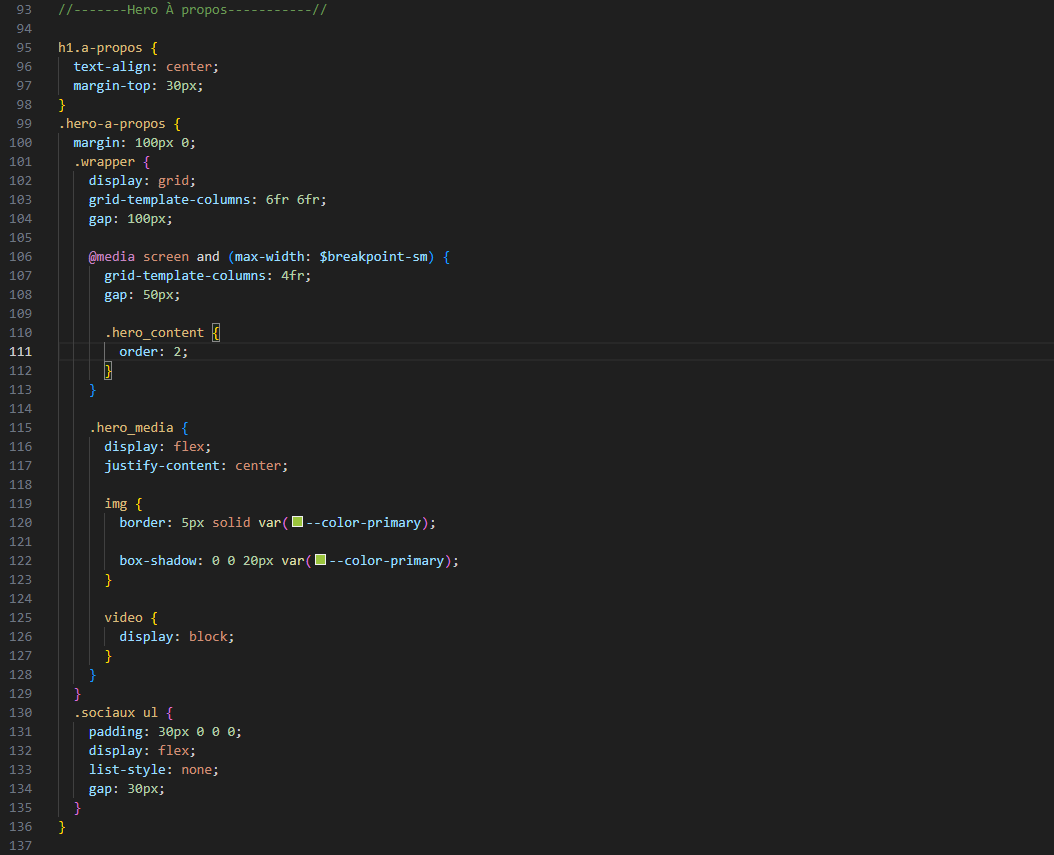 93 //-------Hero À propos-----------//
94
95 h1.a-propos {
96   text-align: center;
97   margin-top: 30px;
98 }
99 .hero-a-propos {
100   margin: 100px 0;
101   .wrapper {
102     display: grid;
103     grid-template-columns: 6fr 6fr;
104     gap: 100px;
105
106     @media screen and (max-width: $breakpoint-sm) {
107       grid-template-columns: 4fr;
108       gap: 50px;
109
110       .hero_content {
111         order: 2;
112       }
113     }
114
115     .hero_media {
116       display: flex;
117       justify-content: center;
118
119       img {
120         border: 5px solid var(--color-primary);
121
122         box-shadow: 0 0 20px var(--color-primary);
123       }
124
125       video {
126         display: block;
127       }
128     }
129   }
130   .sociaux ul {
131     padding: 30px 0 0 0;
132     display: flex;
133     list-style: none;
134     gap: 30px;
135   }
136 }
137